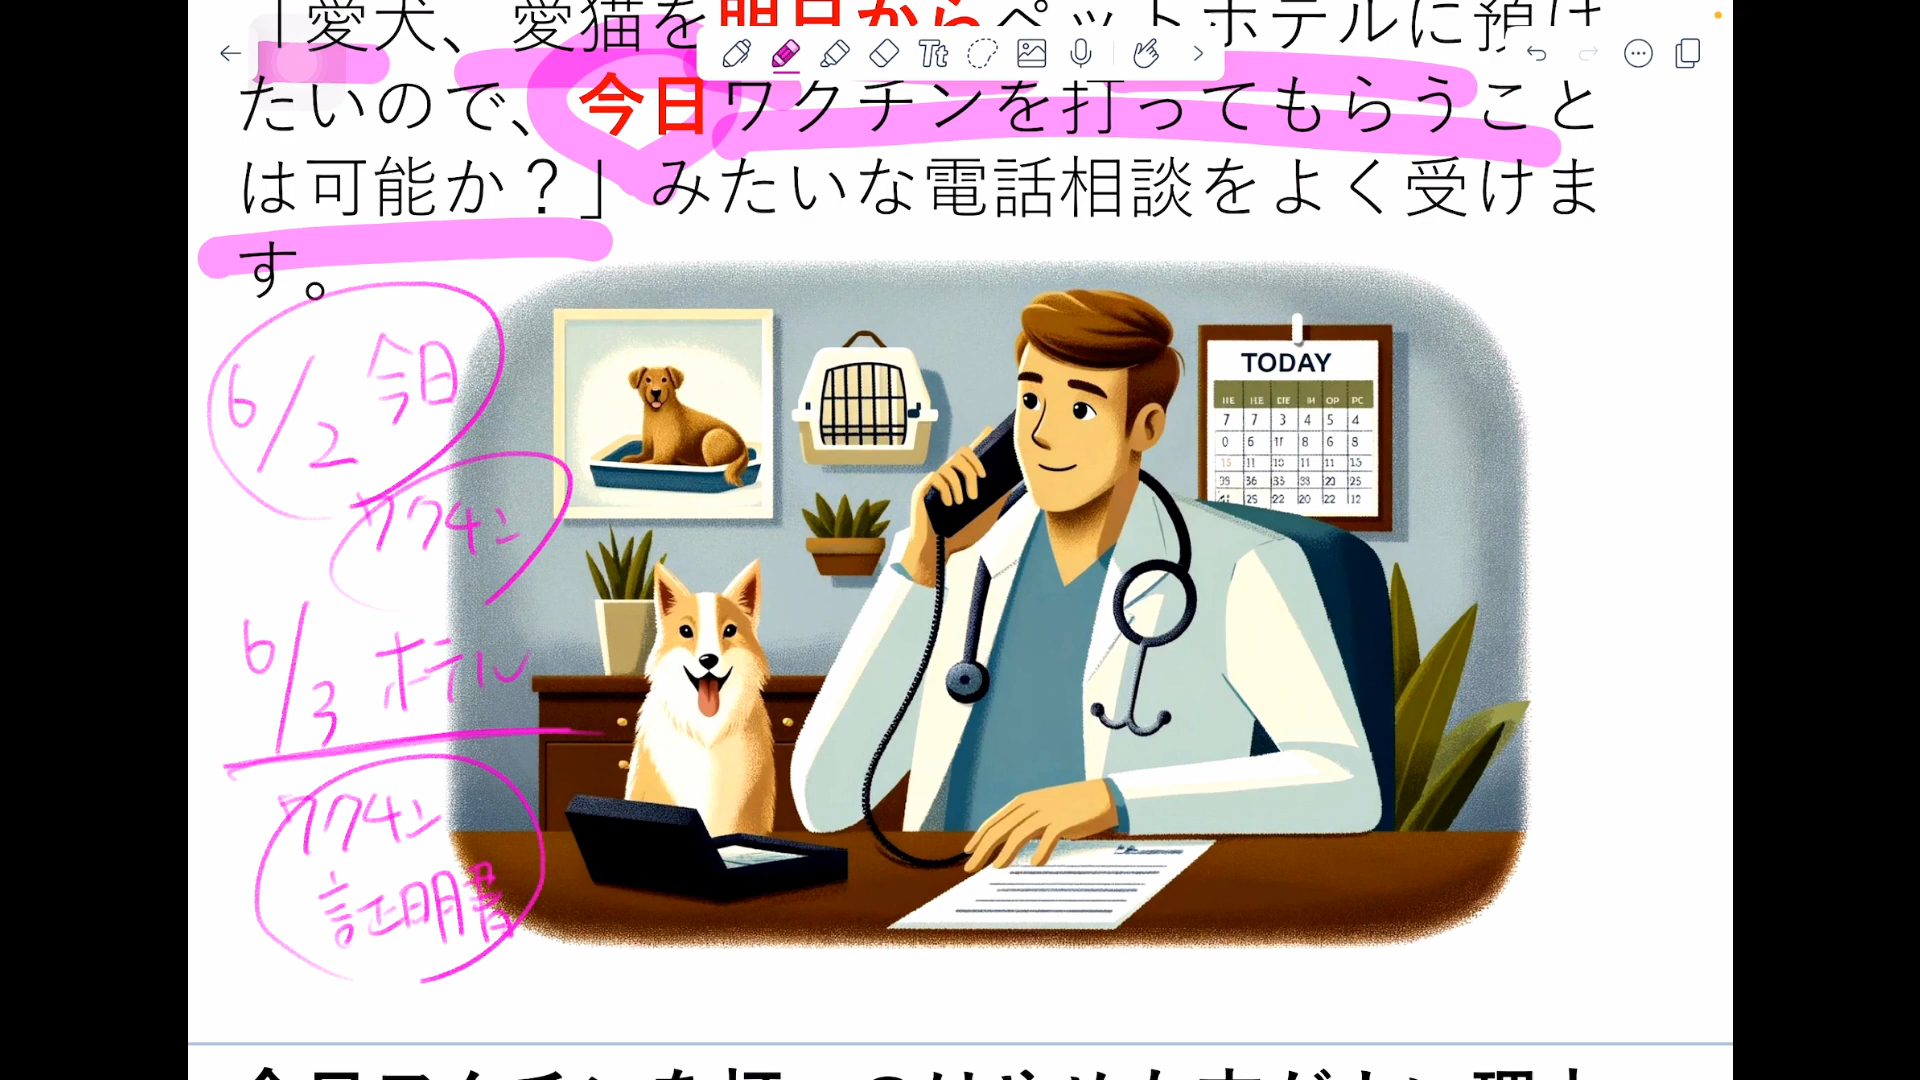 「愛犬、愛猫を明日からペットホテルに預け
たいので、今日ワクチンを打ってもらうこと
は可能か？」みたいな電話相談をよく受けま
す。
Tt
6/2 今日
ワクチン
6/3 ホテル
ワクチン
証明書
TODAY